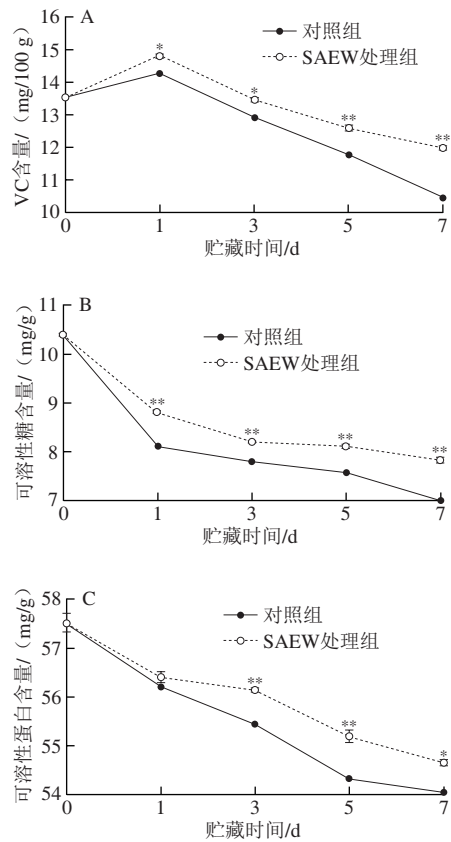 A
16
15
14
13
12
11
10
VC含量/（mg/100 g）
对照组
SAEW处理组
*
*
**
**
0 1 3 5 7
贮藏时间/d
B
11
10
9
8
7
可溶性糖含量/（mg/g）
对照组
SAEW处理组
**
**
**
**
0 1 3 5 7
贮藏时间/d
C
58
57
56
55
54
可溶性蛋白含量/（mg/g）
对照组
SAEW处理组
**
**
*
0 1 3 5 7
贮藏时间/d